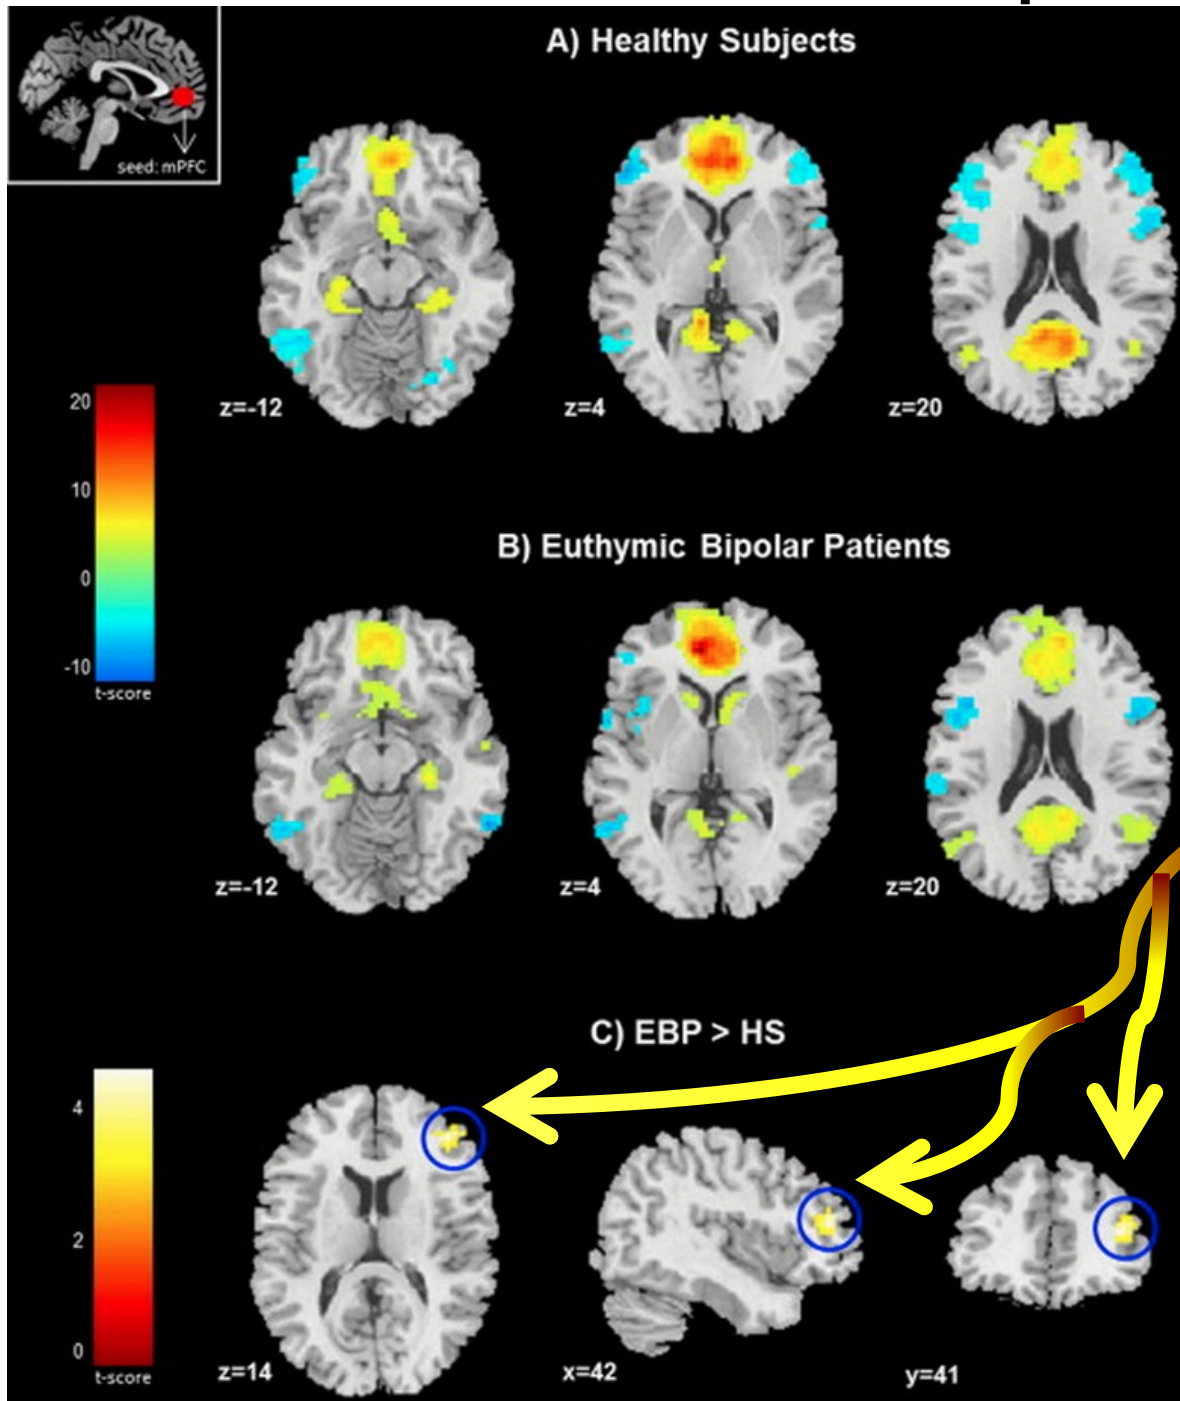 A) Healthy Subjects
seed: mPFC
z=-12
z=4
z=20
20
10
0
-10
t-score
B) Euthymic Bipolar Patients
z=-12
z=4
z=20
C) EBP > HS
4
2
0
t-score
z=14
x=42
y=41